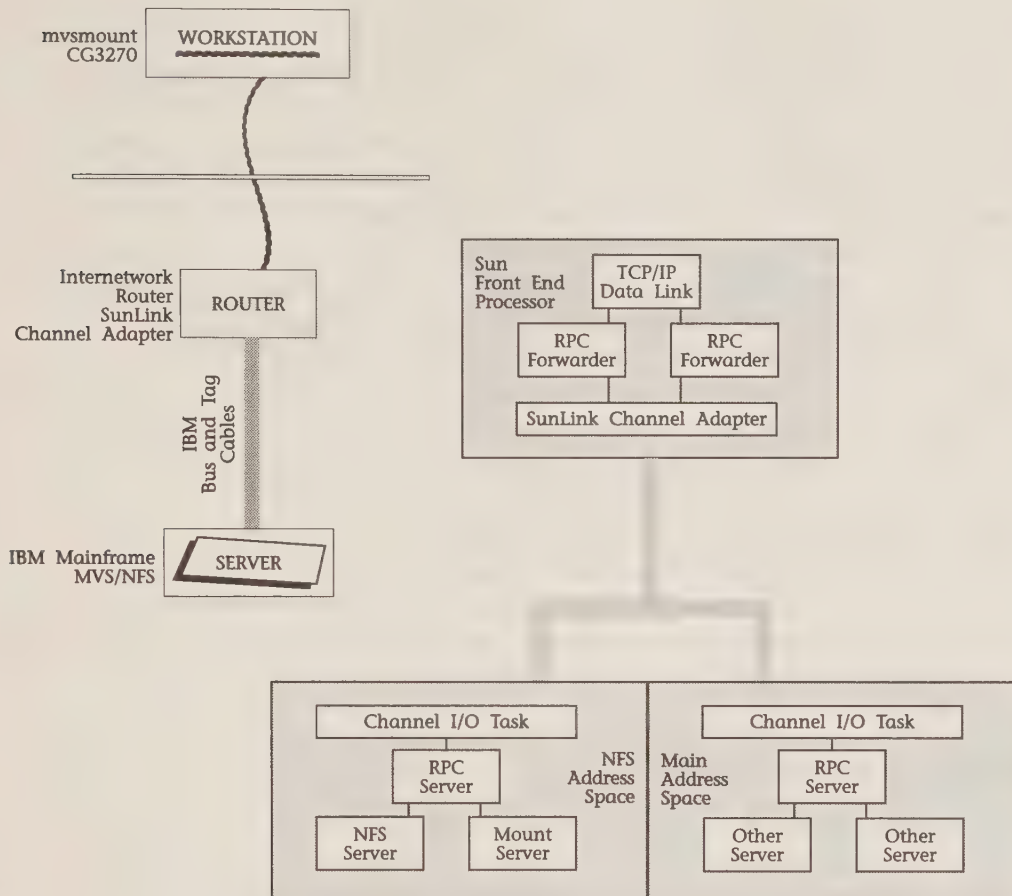 mvsmount
CG3270
WORKSTATION
Internetwork
Router
SunLink
Channel Adapter
ROUTER
IBM
Bus and Tag
Cables
IBM Mainframe
MVS/NFS
SERVER
Sun
Front End
Processor
TCP/IP
Data Link
RPC
Forwarder
RPC
Forwarder
SunLink Channel Adapter
Channel I/O Task
RPC
Server
NFS
Address
Space
NFS
Server
Mount
Server
Channel I/O Task
Main
Address
Space
RPC
Server
Other
Server
Other
Server